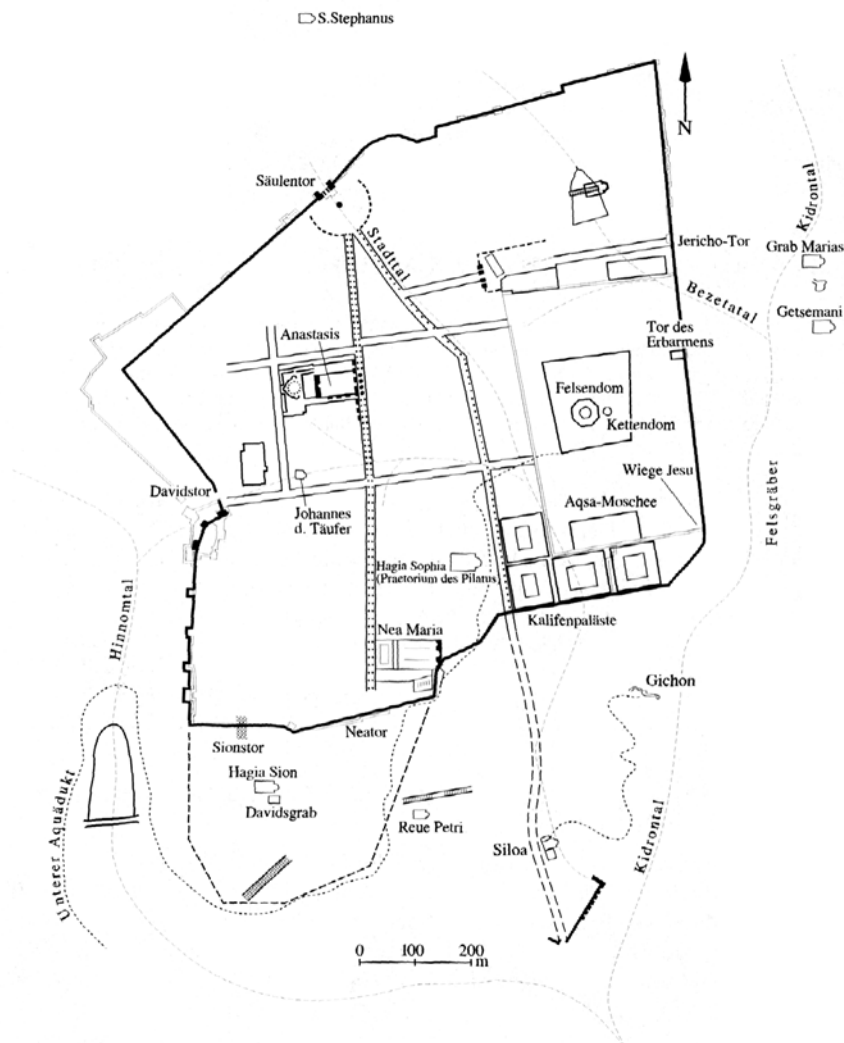 S.Stephanus
N
Säulentor
Stadttal
Kidrontal
Jericho-Tor
Grab Marias
Bezetatal
Getsemani
Tor des
Erbarmens
Anastasis
Felsendom
Kettendom
Wiege Jesu
Davidstor
Aqsa-Moschee
Johannes
d. Täufer
Felsgräber
Hagia Sophia
(Praetorium des Pilatus)
Kalifenpaläste
Hinnomtal
Nea Maria
Gichon
Sionstor
Neator
Hagia Sion
Davidsgrab
Reue Petri
Siloa
Kidrontal
Unterer Aquädukt
0 100 200
m